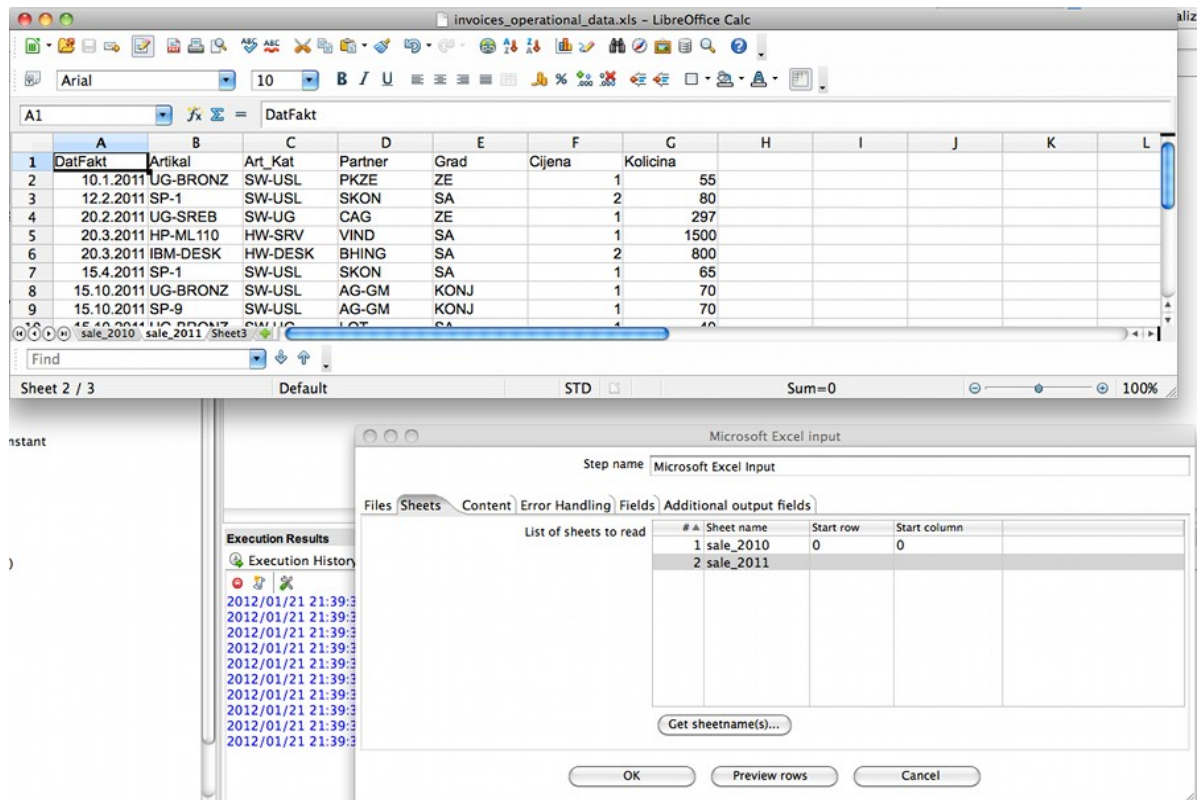 invoices_operational_data.xls – LibreOffice Calc
Arial 10 B I U
A1 DatFakt
A B C D E F G H I J K L
1 DatFakt Artikal Art_Kat Partner Grad Cijena Kolicina
2 10.1.2011 UG-BRONZ SW-USL PKZE ZE 1 55
3 12.2.2011 SP-1 SW-USL SKON SA 2 80
4 20.2.2011 UG-SREB SW-UG CAG ZE 1 297
5 20.3.2011 HP-ML110 HW-SRV VIND SA 1 1500
6 20.3.2011 IBM-DESK HW-DESK BHING SA 2 800
7 15.4.2011 SP-1 SW-USL SKON SA 1 65
8 15.10.2011 UG-BRONZ SW-USL AG-GM KONJ 1 70
9 15.10.2011 SP-9 SW-USL AG-GM KONJ 1 70
sale_2010 sale_2011 Sheet3
Find
Sheet 2 / 3 Default STD Sum=0 100%
nstant
Microsoft Excel input
Step name Microsoft Excel Input
Files Sheets Content Error Handling Fields Additional output fields
List of sheets to read
# Sheet name Start row Start column
1 sale_2010 0 0
2 sale_2011
Get sheetname(s)...
OK Preview rows Cancel
Execution Results
Execution History
2012/01/21 21:39:3
2012/01/21 21:39:3
2012/01/21 21:39:3
2012/01/21 21:39:3
2012/01/21 21:39:3
2012/01/21 21:39:3
2012/01/21 21:39:3
2012/01/21 21:39:3
2012/01/21 21:39:3
2012/01/21 21:39:3